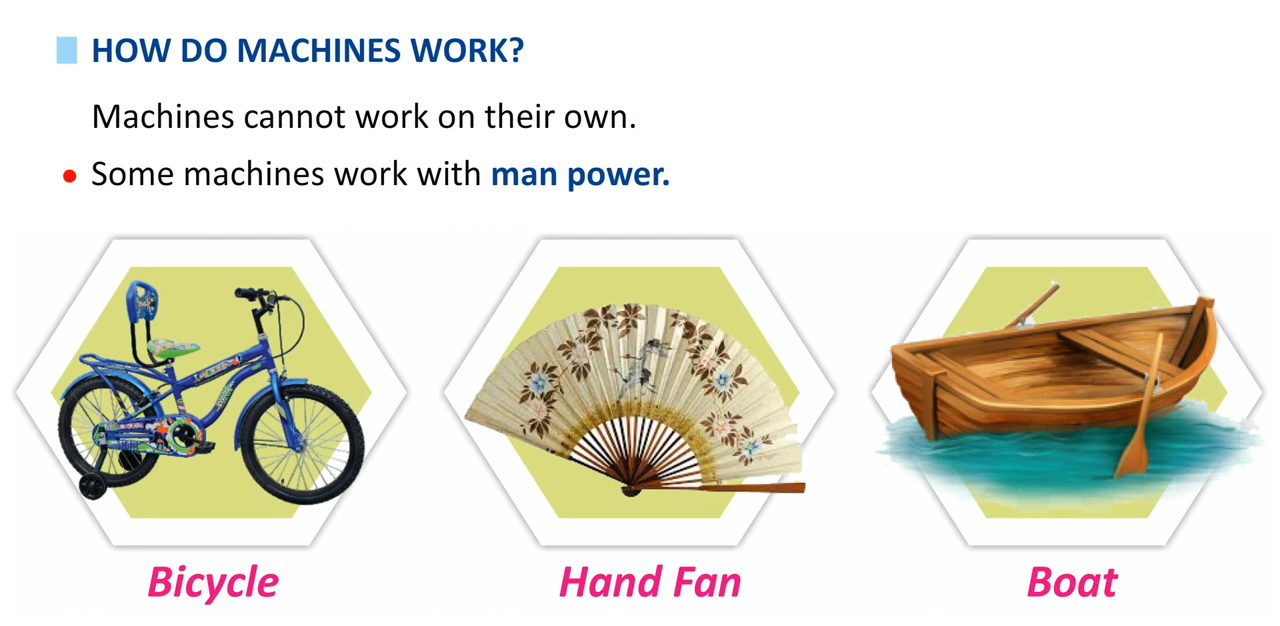 HOW DO MACHINES WORK?
Machines cannot work on their own.
Some machines work with man power.
Bicycle
Hand Fan
Boat